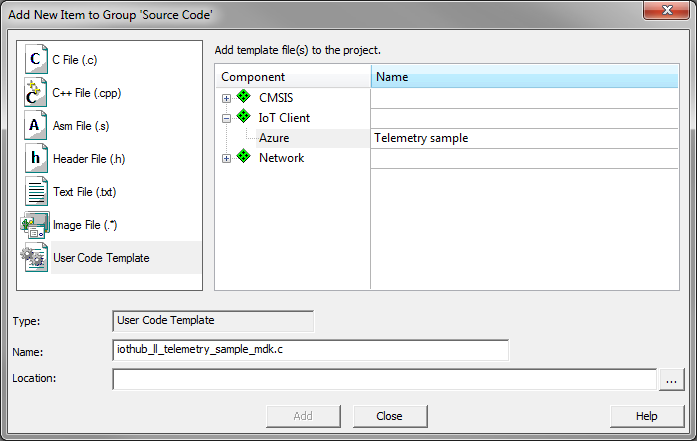 Add New Item to Group 'Source Code'
C File (.c)
C++ File (.cpp)
Asm File (.s)
Header File (.h)
Text File (.txt)
Image File (.*)
User Code Template
Add template file(s) to the project.
Component Name
CMSIS
IoT Client
Azure Telemetry sample
Network
Type: User Code Template
Name: iothub_ll_telemetry_sample_mdk.c
Location: ...
Add Close Help